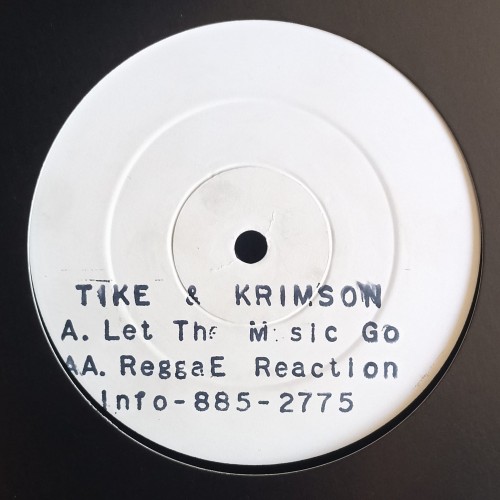 TIKE & KRIMSON
A. Let The Music Go
AA. ReggaE Reaction
Info-885-2775